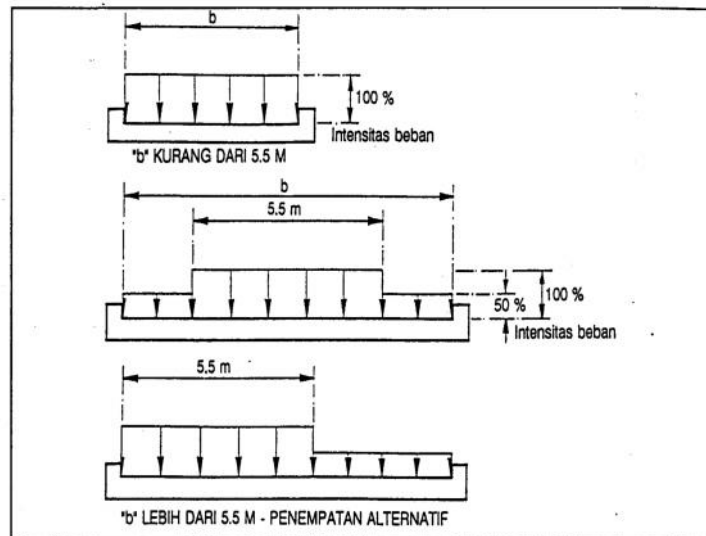 b
100 %
Intensitas beban
"b" KURANG DARI 5.5 M
b
5.5 m
50 %
100 %
Intensitas beban
5.5 m
"b" LEBIH DARI 5.5 M - PENEMPATAN ALTERNATIF